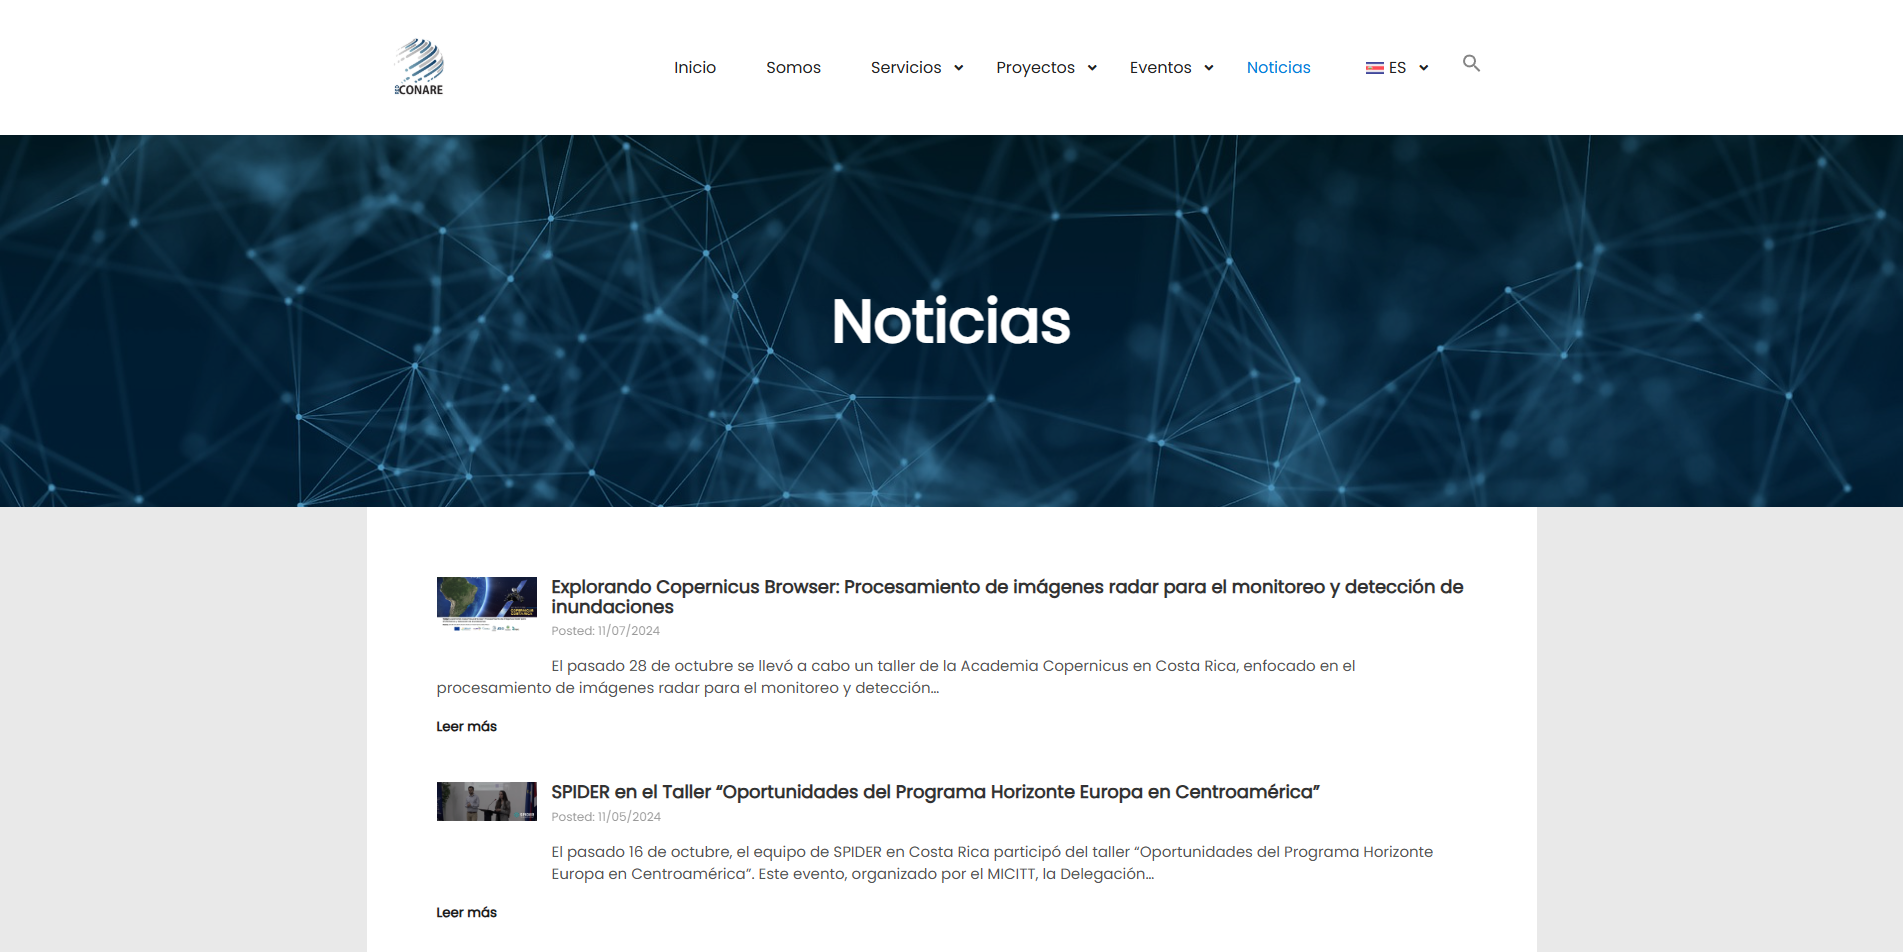 CONARE
Inicio
Somos
Servicios
Proyectos
Eventos
Noticias
ES
Noticias
Explorando Copernicus Browser: Procesamiento de imágenes radar para el monitoreo y detección de
inundaciones
Posted: 11/07/2024
El pasado 28 de octubre se llevó a cabo un taller de la Academia Copernicus en Costa Rica, enfocado en el
procesamiento de imágenes radar para el monitoreo y detección…
Leer más
SPIDER en el Taller “Oportunidades del Programa Horizonte Europa en Centroamérica”
Posted: 11/05/2024
El pasado 16 de octubre, el equipo de SPIDER en Costa Rica participó del taller “Oportunidades del Programa Horizonte
Europa en Centroamérica”. Este evento, organizado por el MICITT, la Delegación…
Leer más